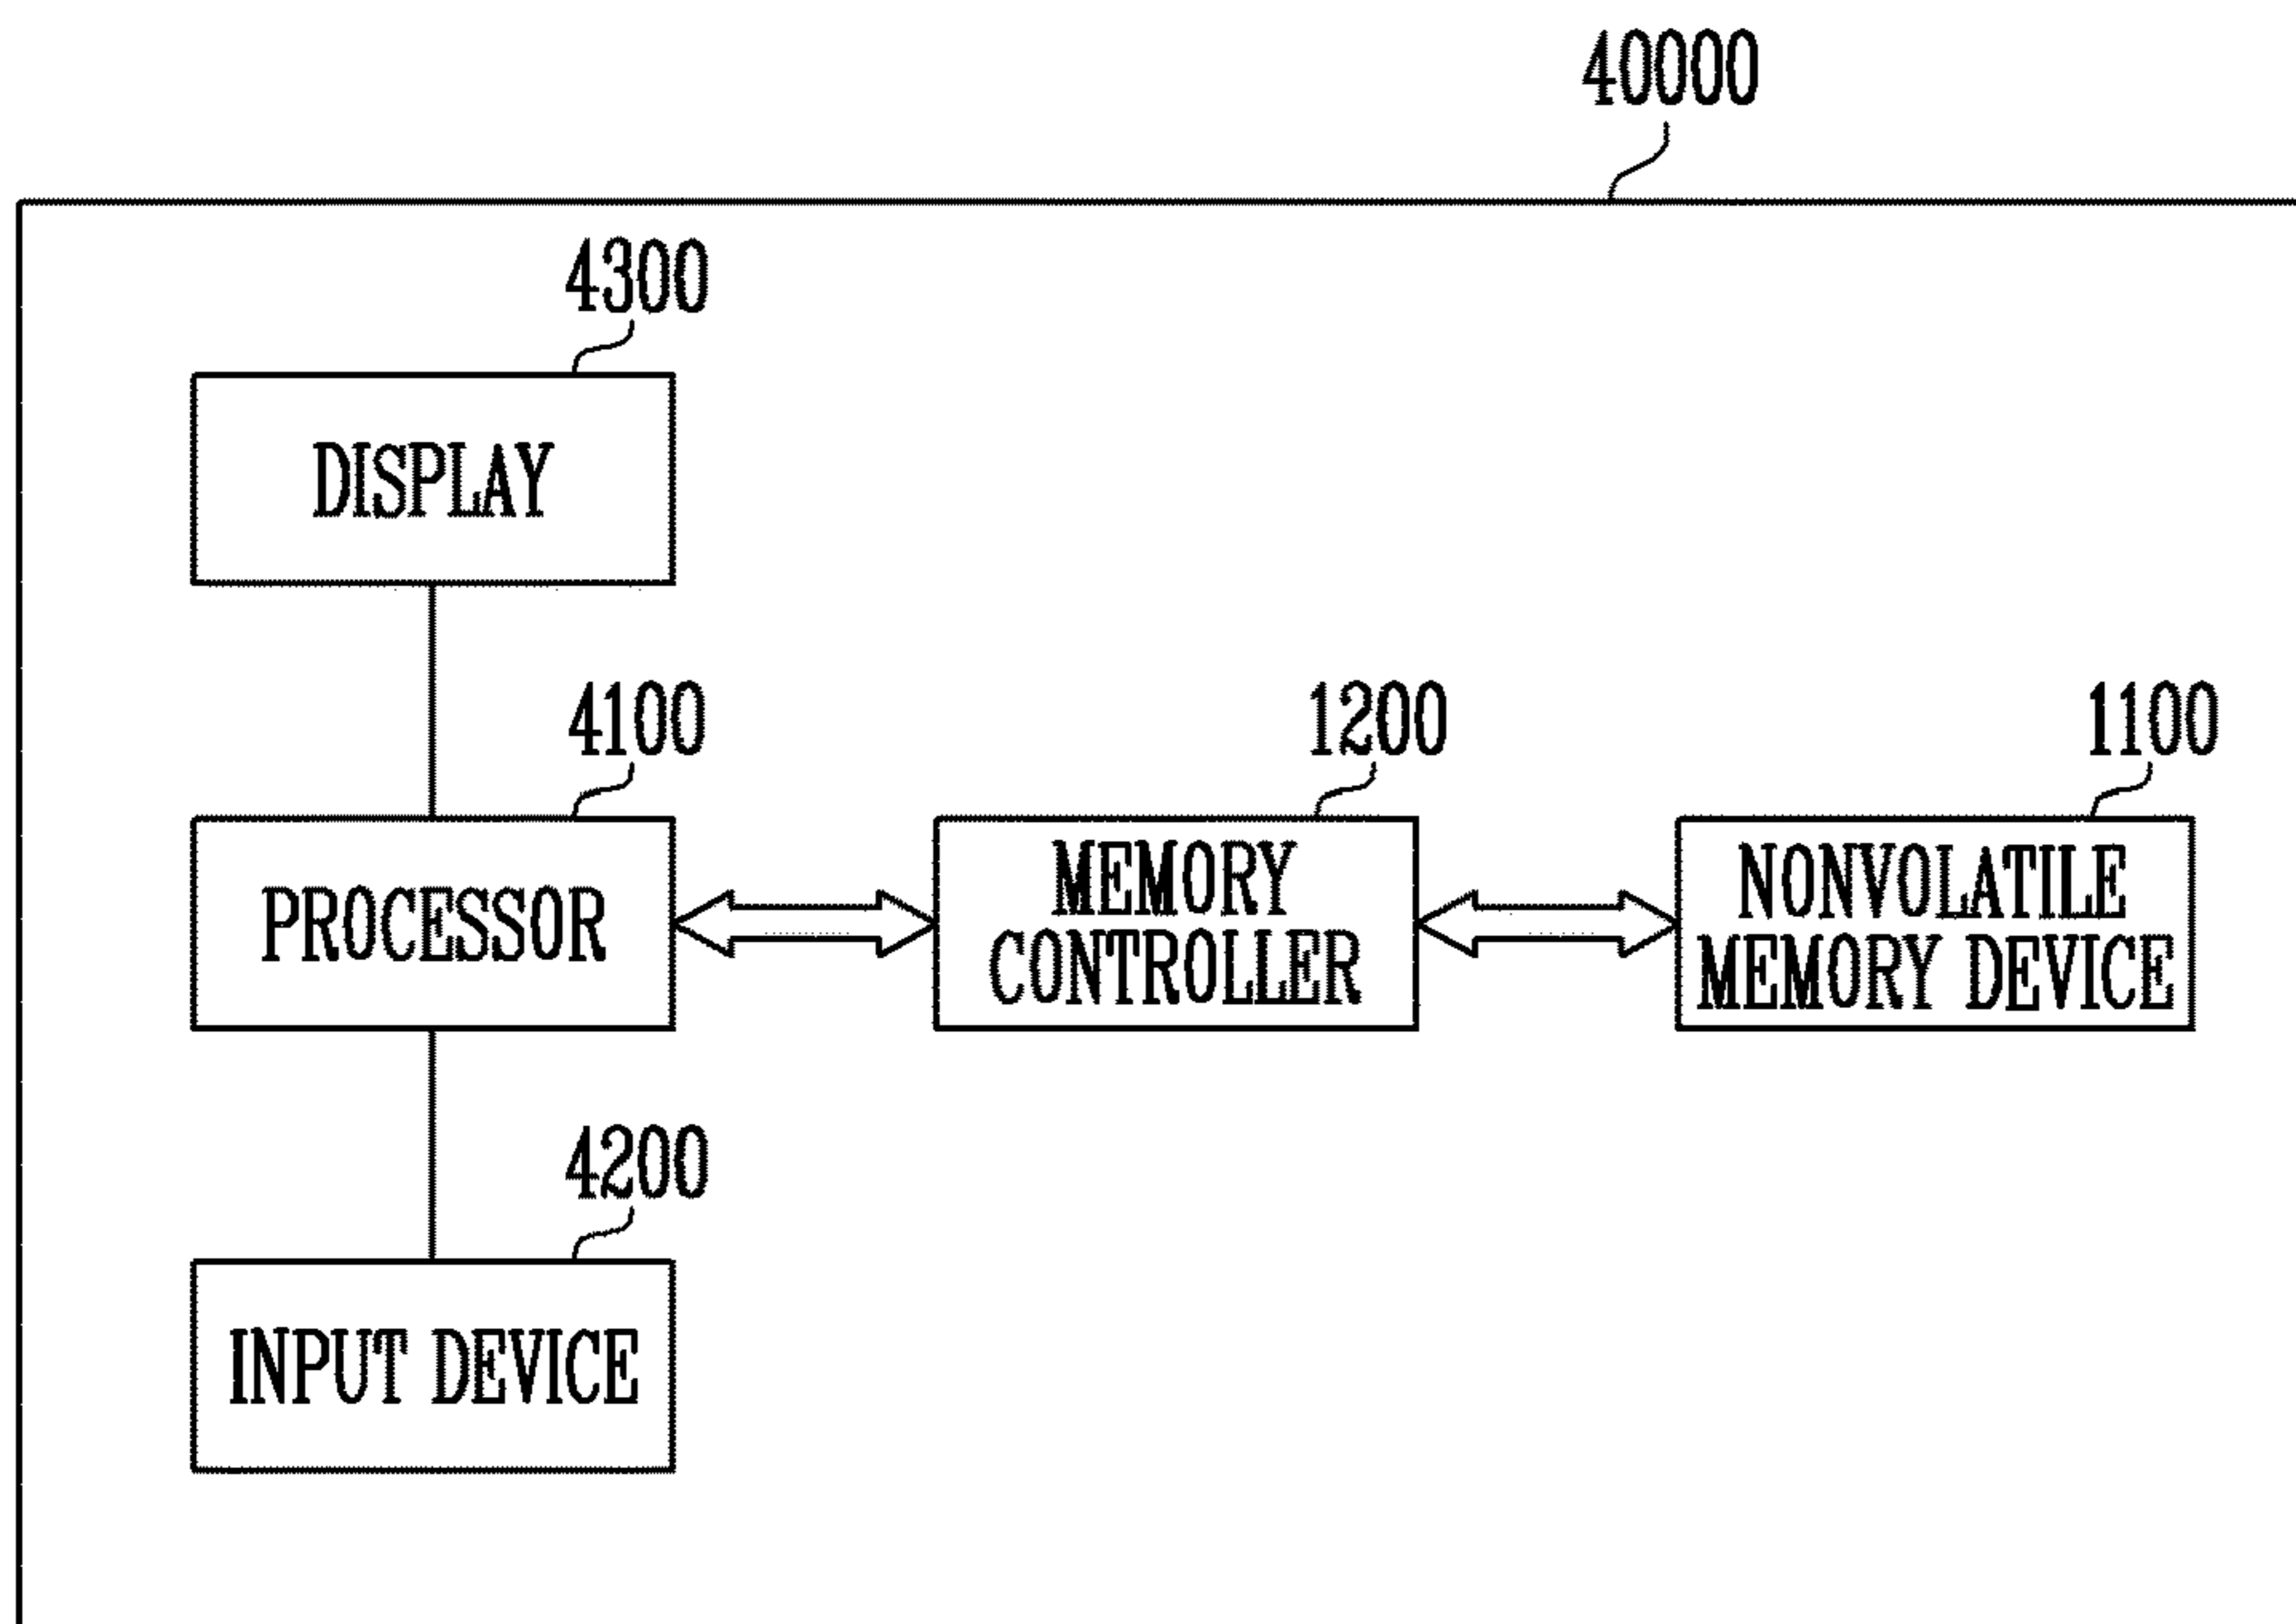 40000
4300
DISPLAY
4100
1200
1100
PROCESSOR
MEMORY
CONTROLLER
NONVOLATILE
MEMORY DEVICE
4200
INPUT DEVICE